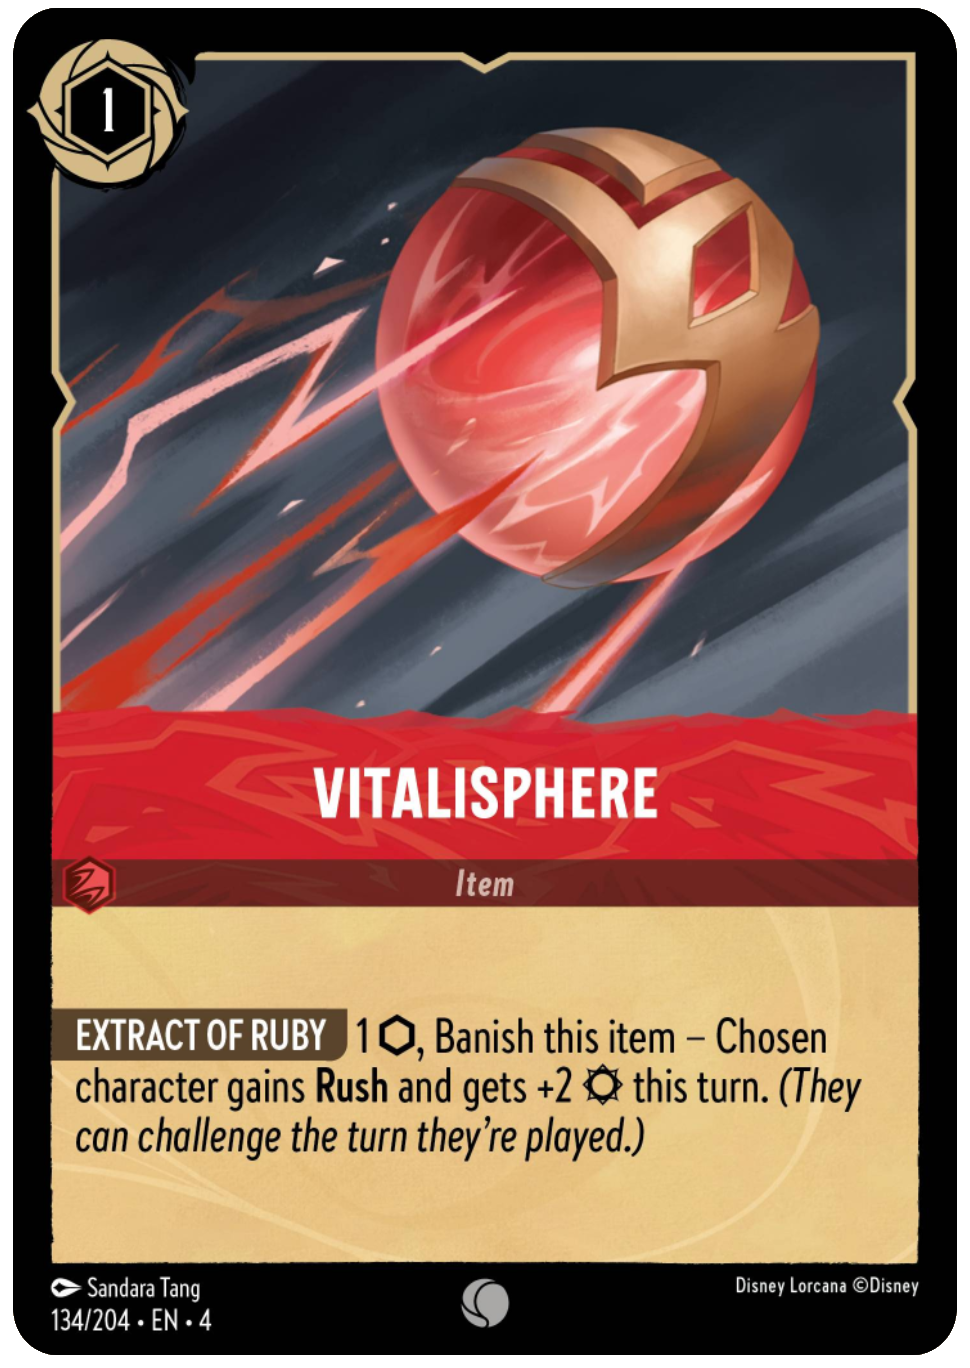 1
VITALISPHERE
Item
EXTRACT OF RUBY 1 ⬡, Banish this item – Chosen
character gains Rush and gets +2 ¤ this turn. (They
can challenge the turn they're played.)
Sandara Tang
Disney Lorcana ©Disney
134/204 • EN • 4